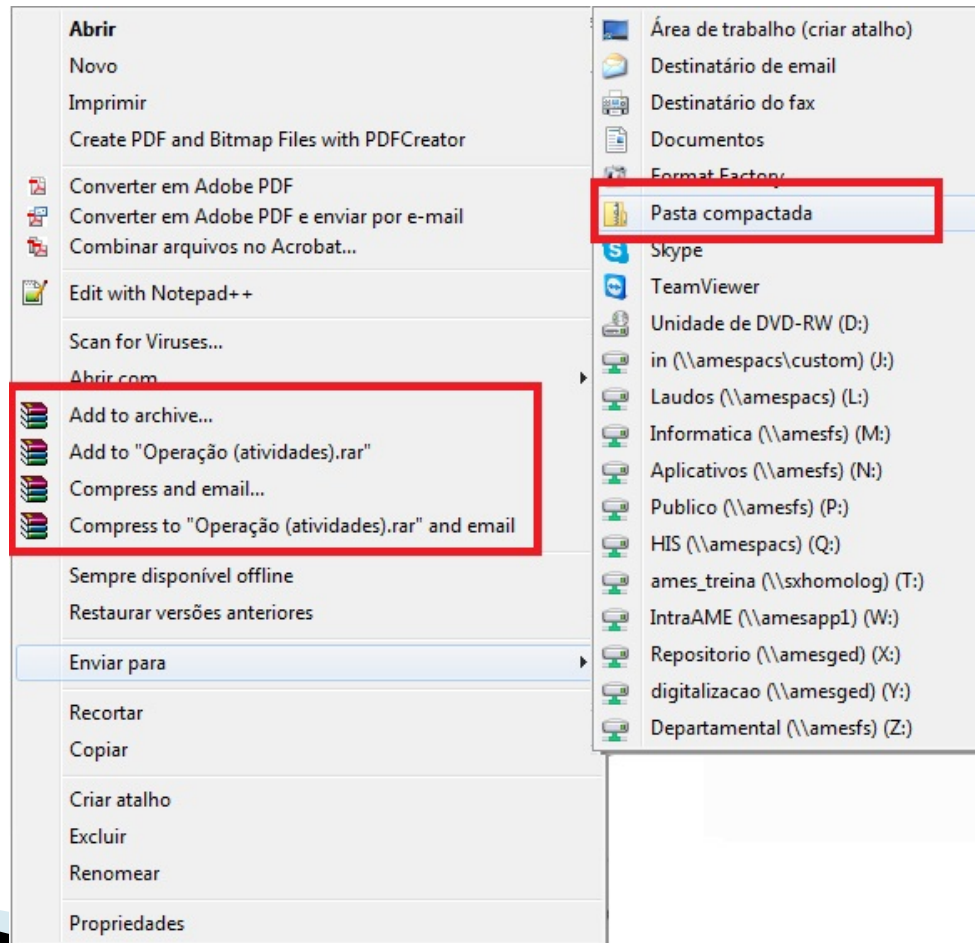 Abrir
Novo
Imprimir
Create PDF and Bitmap Files with PDFCreator
Converter em Adobe PDF
Converter em Adobe PDF e enviar por e-mail
Combinar arquivos no Acrobat...
Edit with Notepad++
Scan for Viruses...
Abrir com
Add to archive...
Add to "Operação (atividades).rar"
Compress and email...
Compress to "Operação (atividades).rar" and email
Sempre disponível offline
Restaurar versões anteriores
Enviar para
Recortar
Copiar
Criar atalho
Excluir
Renomear
Propriedades
Área de trabalho (criar atalho)
Destinatário de email
Destinatário do fax
Documentos
Format Factory
Pasta compactada
Skype
TeamViewer
Unidade de DVD-RW (D:)
in (\\amespacs\custom) (J:)
Laudos (\\amespacs) (L:)
Informatica (\\amesfs) (M:)
Aplicativos (\\amesfs) (N:)
Publico (\\amesfs) (P:)
HIS (\\amespacs) (Q:)
ames_treina (\\sxhomolog) (T:)
IntraAME (\\amesapp1) (W:)
Repositorio (\\amesged) (X:)
digitalizacao (\\amesged) (Y:)
Departamental (\\amesfs) (Z:)